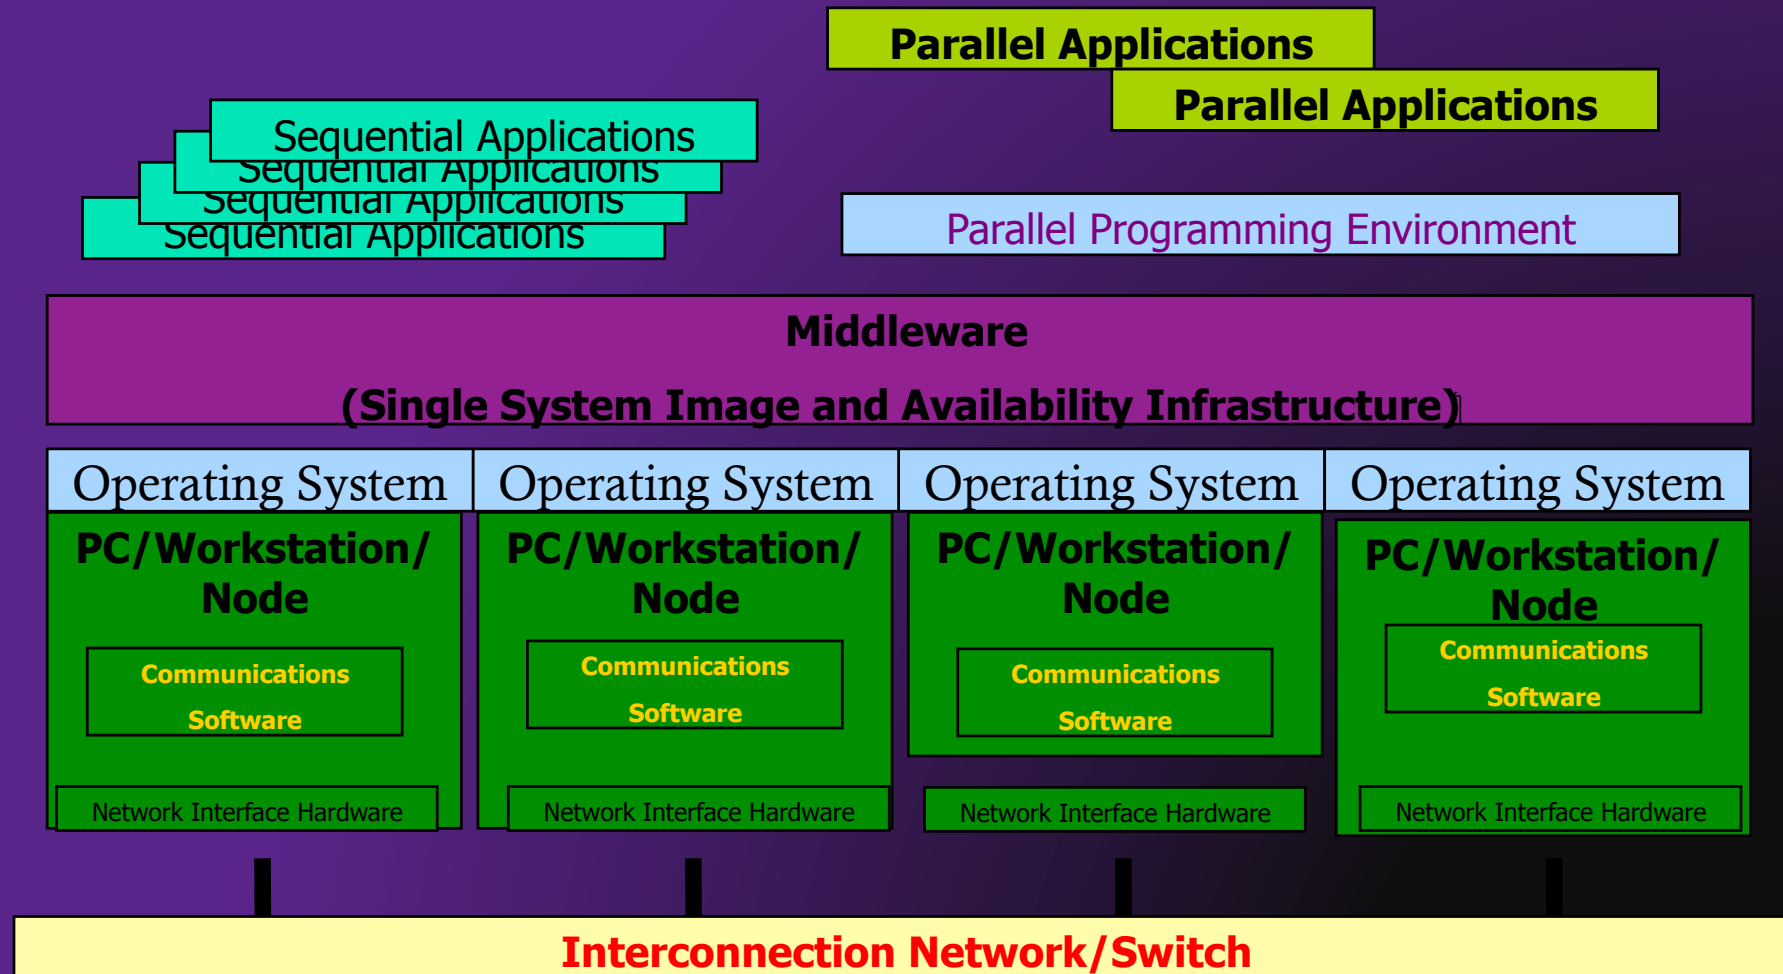 Parallel Applications
Parallel Applications
Sequential Applications
Sequential Applications
Sequential Applications
Sequential Applications
Parallel Programming Environment
Middleware
(Single System Image and Availability Infrastructure)
Operating System
Operating System
Operating System
Operating System
PC/Workstation/
Node
Communications
Software
Network Interface Hardware
PC/Workstation/
Node
Communications
Software
Network Interface Hardware
PC/Workstation/
Node
Communications
Software
Network Interface Hardware
PC/Workstation/
Node
Communications
Software
Network Interface Hardware
Interconnection Network/Switch